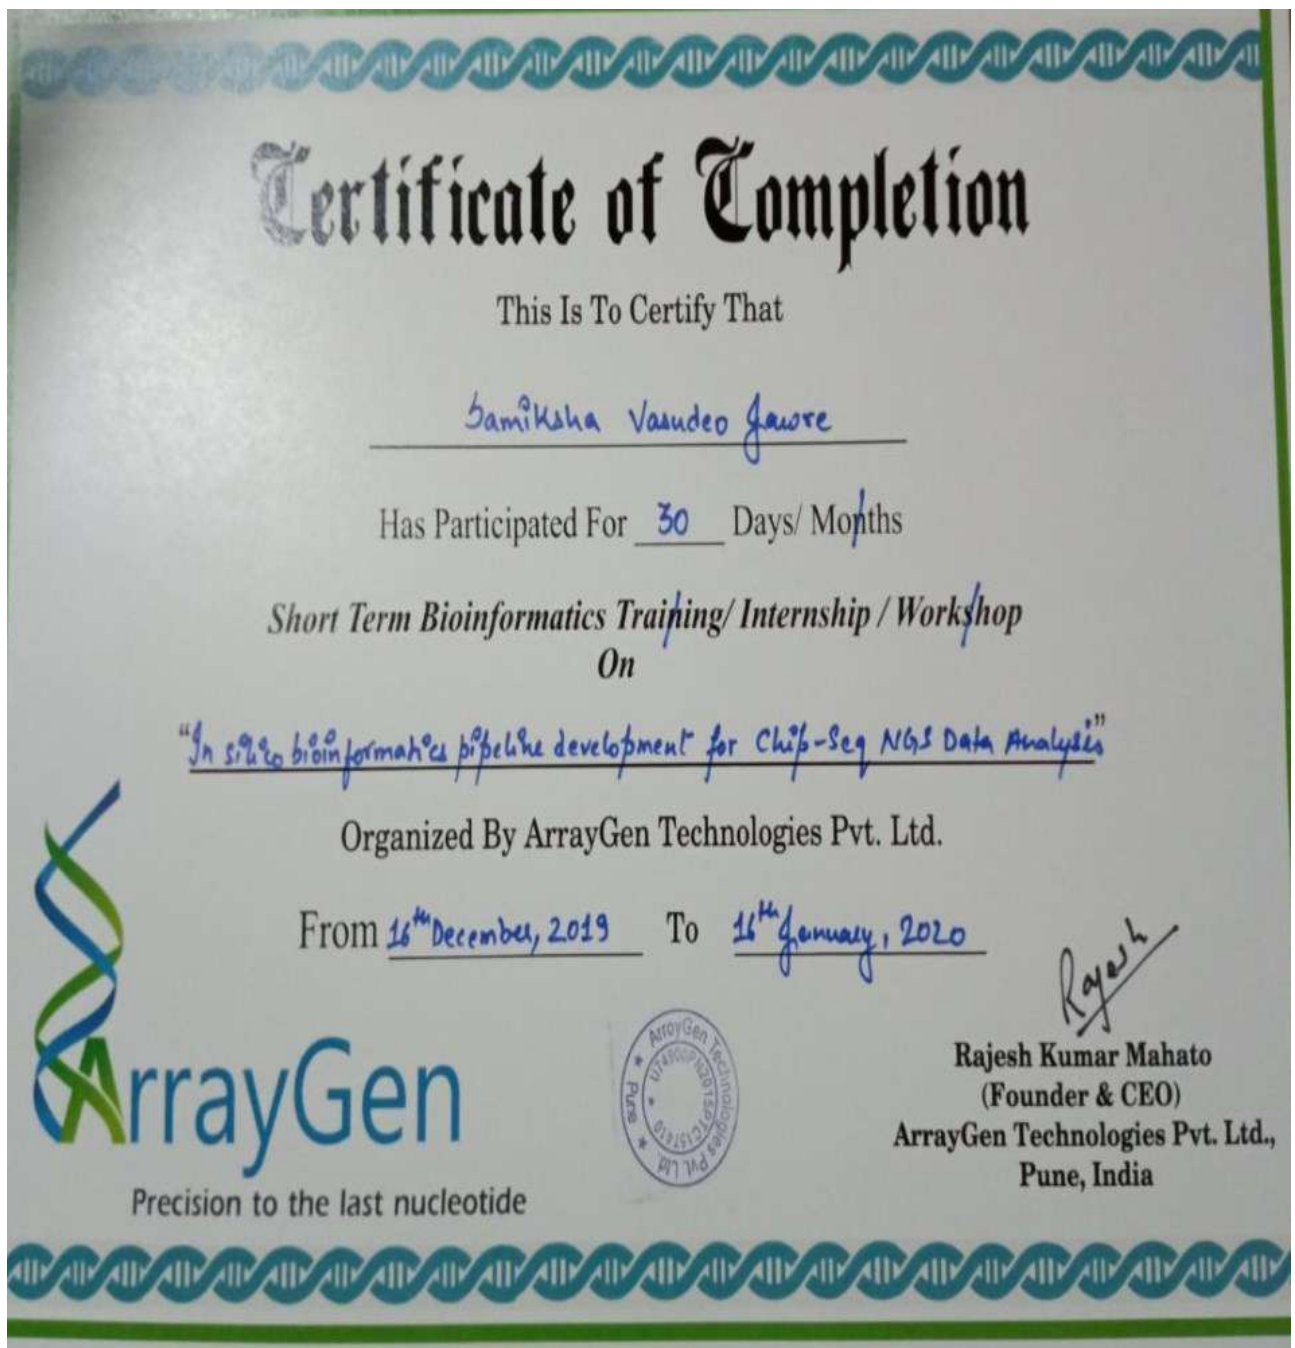 Certificate of Completion
This Is To Certify That
Samiksha Vasudeo Gawore
Has Participated For 30 Days/ Months
Short Term Bioinformatics Training/ Internship / Workshop
On
"In silico bioinformatics pipeline development for Chip-Seq NGS Data Analysis"
Organized By ArrayGen Technologies Pvt. Ltd.
From 16th December, 2019 To 16th January, 2020
Rajesh
Rajesh Kumar Mahato
(Founder & CEO)
ArrayGen Technologies Pvt. Ltd.,
Pune, India
ArrayGen Technologies Pvt. Ltd. ★ Pune ★
U74900PN2015PTC157410
ArrayGen
Precision to the last nucleotide